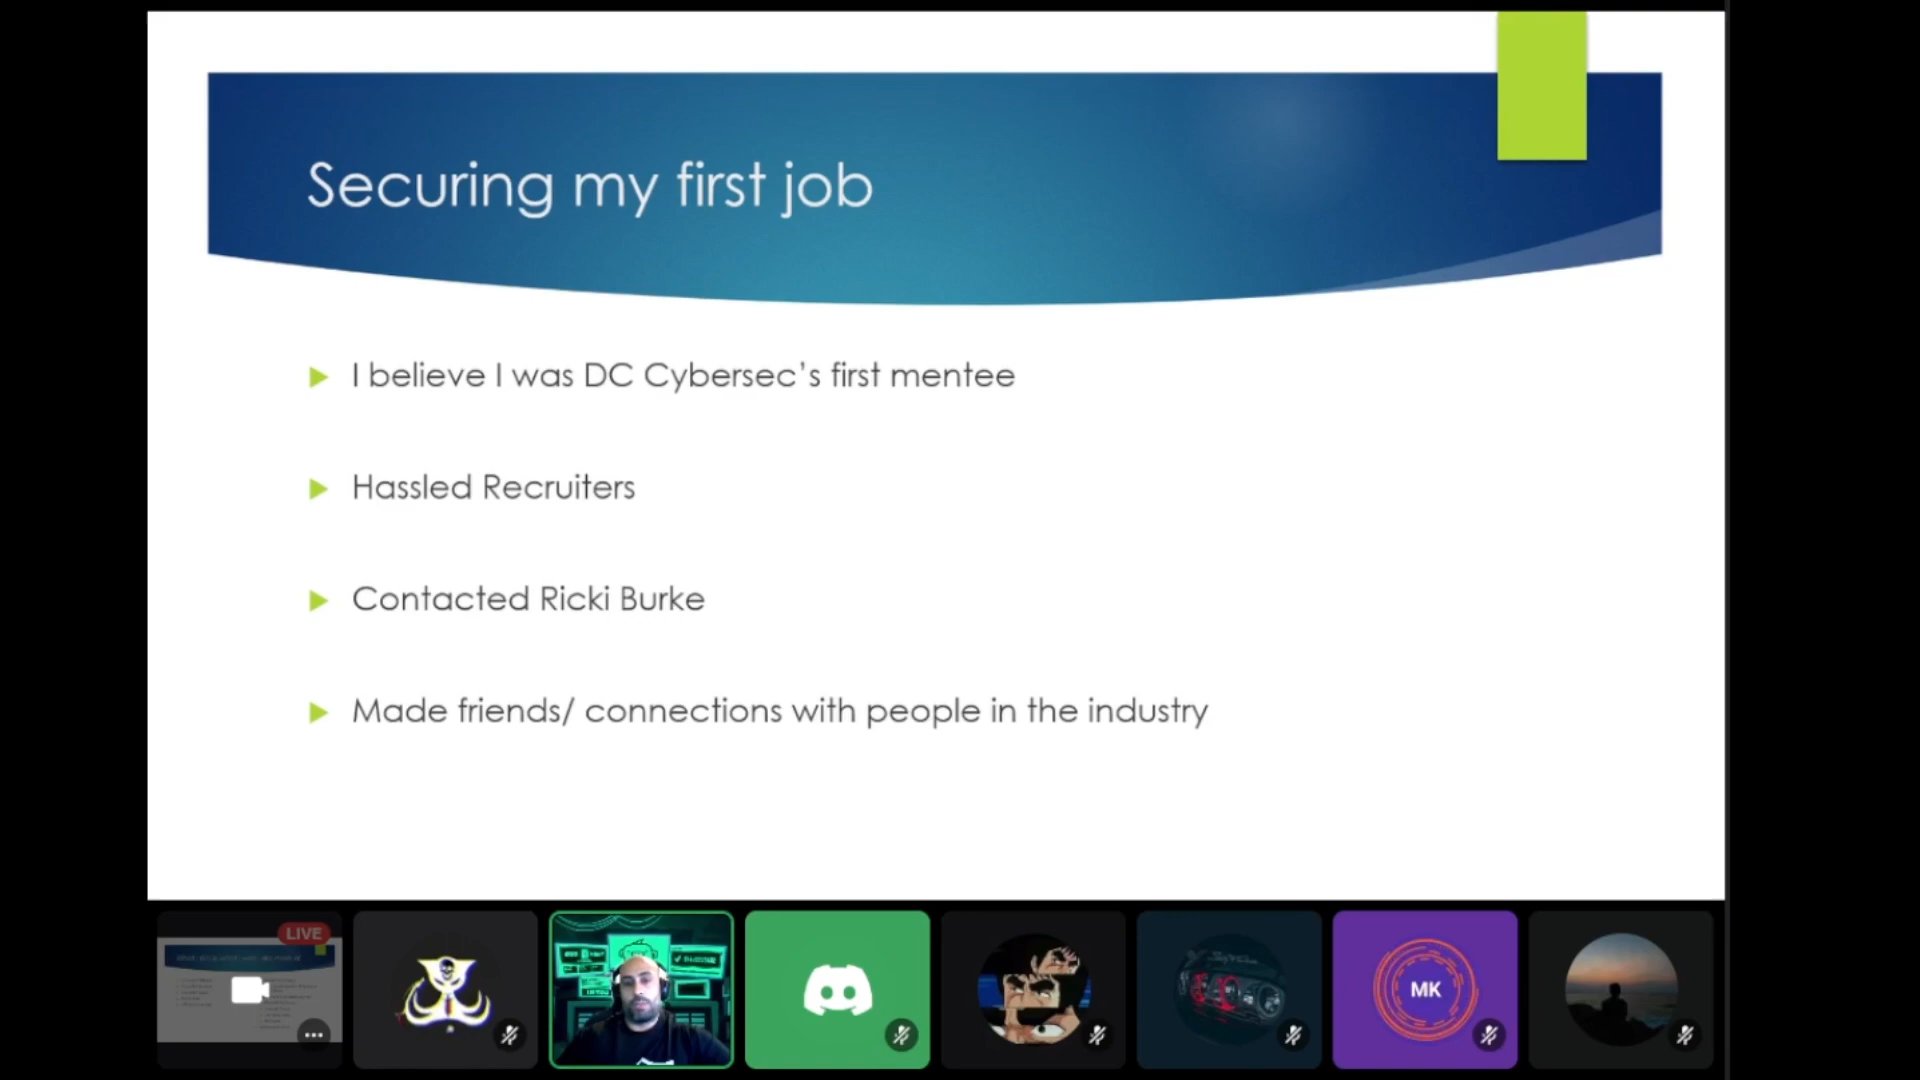 Securing my first job
I believe I was DC Cybersec’s first mentee
Hassled Recruiters
Contacted Ricki Burke
Made friends/ connections with people in the industry
LIVE
MK